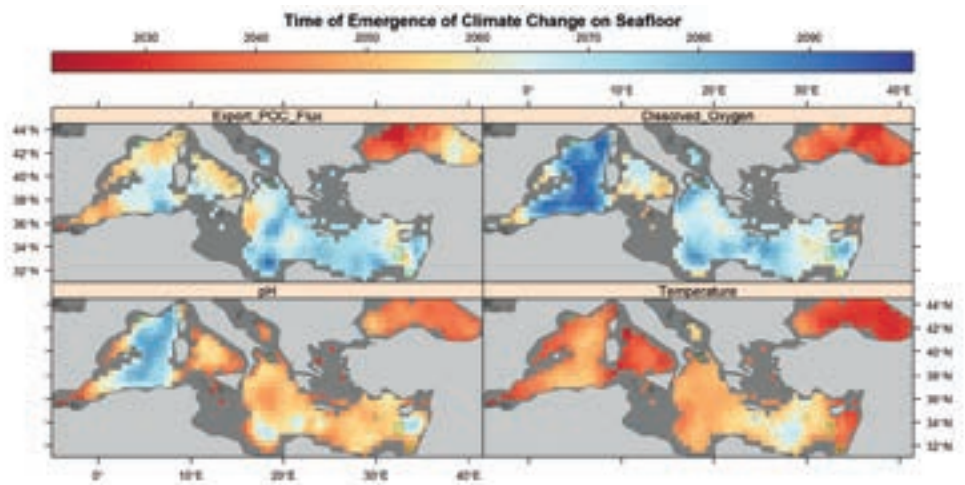 Time of Emergence of Climate Change on Seafloor
2030 2040 2050 2060 2070 2080 2090
0° 10°E 20°E 30°E 40°E
Export_POC_Flux Dissolved_Oxygen
44°N
42°N
40°N
38°N
36°N
34°N
32°N
pH Temperature
44°N
42°N
40°N
38°N
36°N
34°N
32°N
0° 10°E 20°E 30°E 40°E